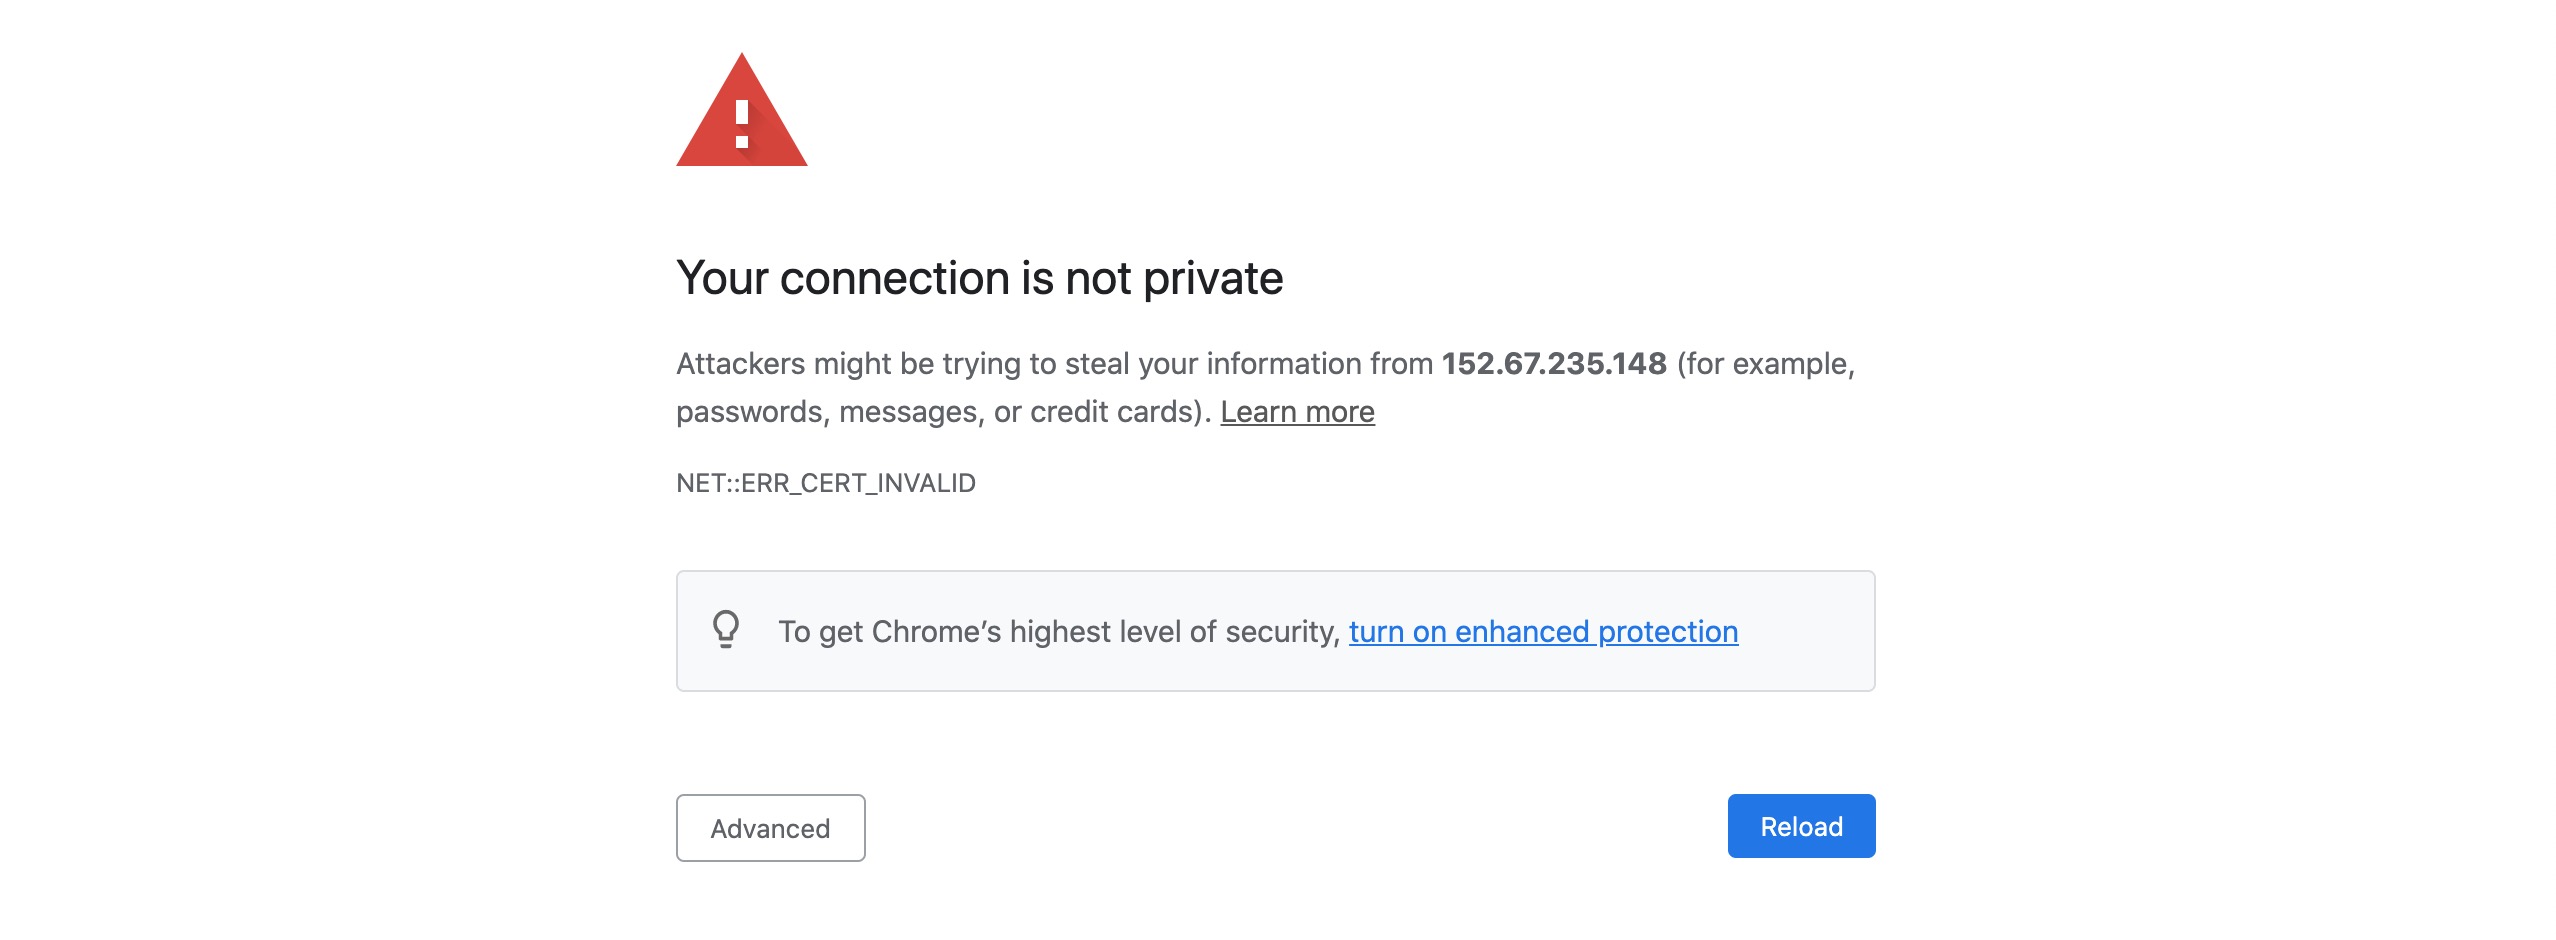 Your connection is not private
Attackers might be trying to steal your information from 152.67.235.148 (for example,
passwords, messages, or credit cards). Learn more
NET::ERR_CERT_INVALID
To get Chrome’s highest level of security, turn on enhanced protection
Advanced
Reload